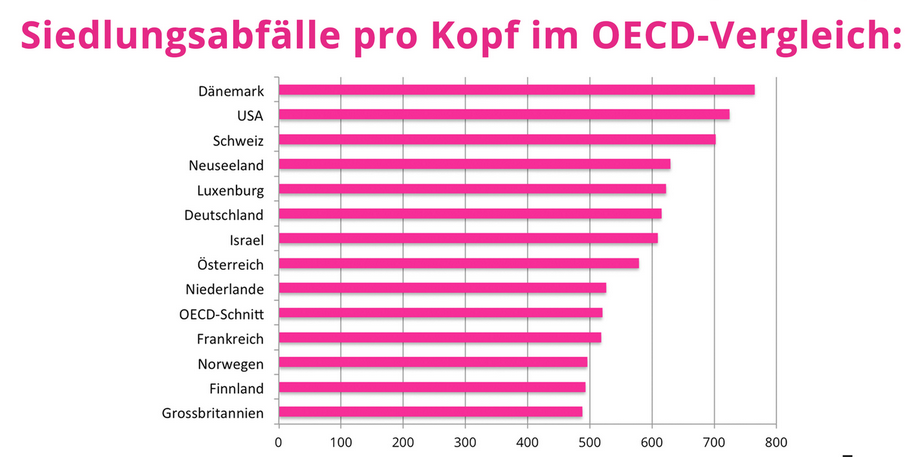 Siedlungsabfälle pro Kopf im OECD-Vergleich:
Dänemark
USA
Schweiz
Neuseeland
Luxenburg
Deutschland
Israel
Österreich
Niederlande
OECD-Schnitt
Frankreich
Norwegen
Finnland
Grossbritannien
0 100 200 300 400 500 600 700 800